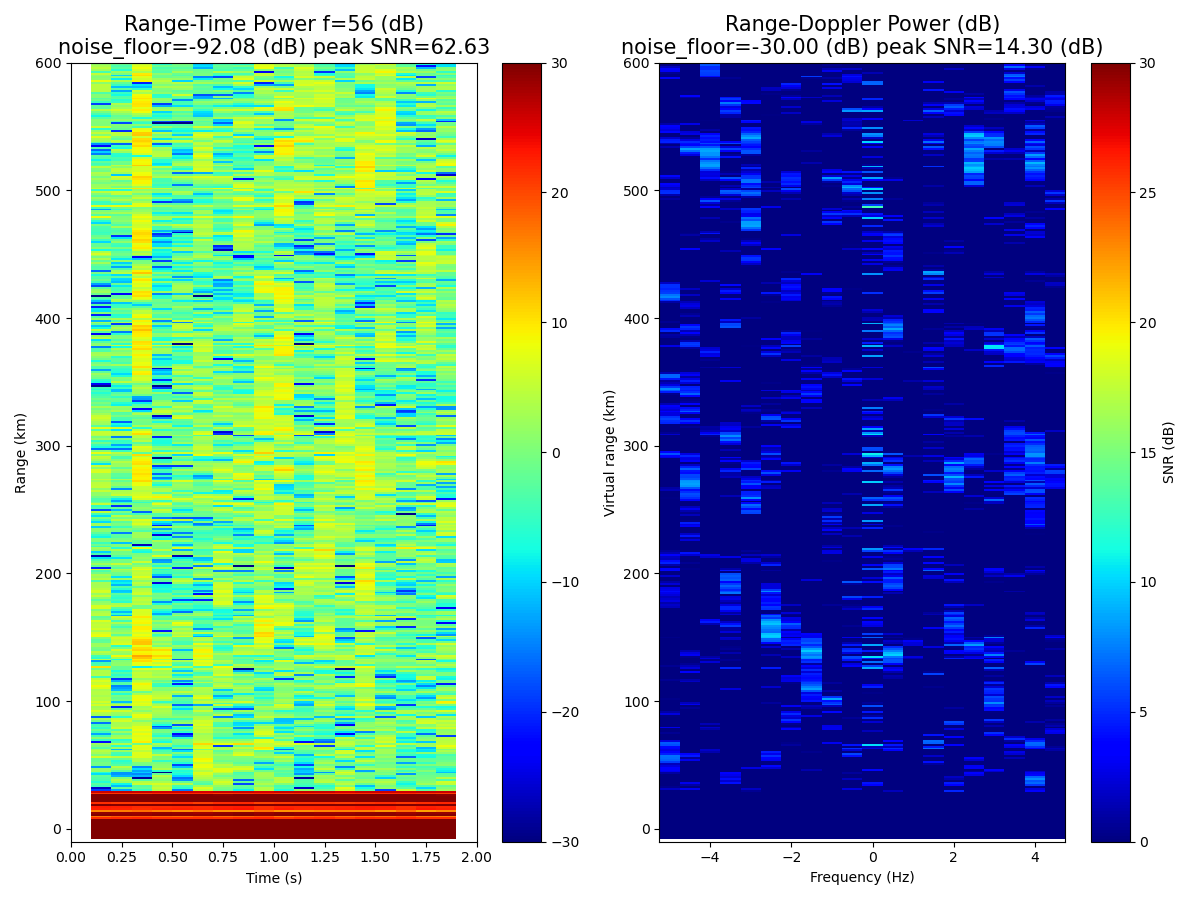 Range-Time Power f=56 (dB)
noise_floor=-92.08 (dB) peak SNR=62.63
Range (km)
600
500
400
300
200
100
0
0.00 0.25 0.50 0.75 1.00 1.25 1.50 1.75 2.00
Time (s)
30
20
10
0
−10
−20
−30
Range-Doppler Power (dB)
noise_floor=-30.00 (dB) peak SNR=14.30 (dB)
Virtual range (km)
600
500
400
300
200
100
0
−4 −2 0 2 4
Frequency (Hz)
30
25
20
15
10
5
0
SNR (dB)